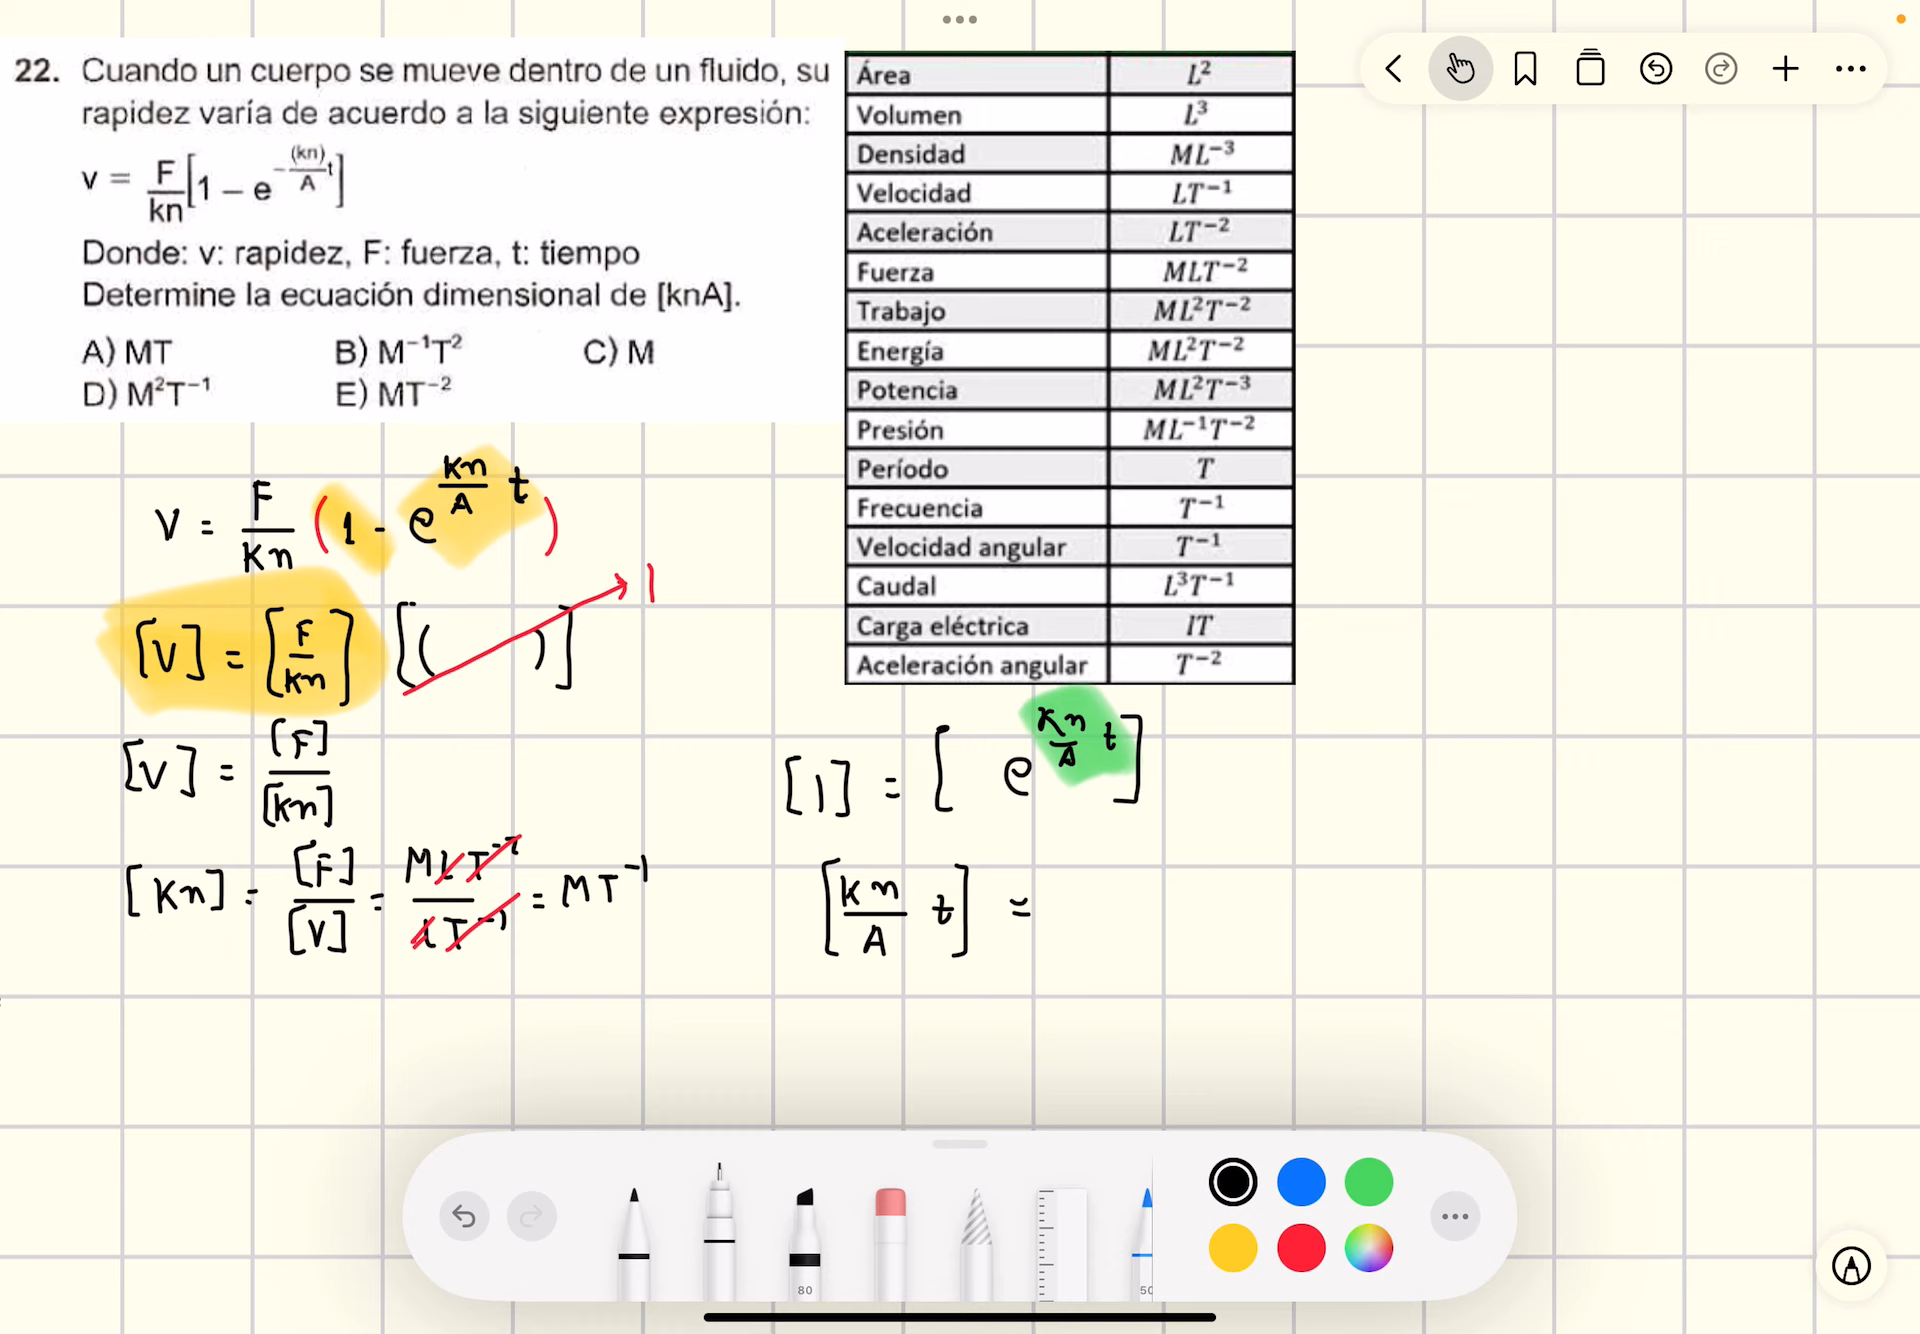 22. Cuando un cuerpo se mueve dentro de un fluido, su
rapidez varía de acuerdo a la siguiente expresión:
v = F/kn [1 – e^(-(kn)/A t)]
Donde: v: rapidez, F: fuerza, t: tiempo
Determine la ecuación dimensional de [knA].
A) MT B) M⁻¹T² C) M
D) M²T⁻¹ E) MT⁻²
Área L²
Volumen L³
Densidad ML⁻³
Velocidad LT⁻¹
Aceleración LT⁻²
Fuerza MLT⁻²
Trabajo ML²T⁻²
Energía ML²T⁻²
Potencia ML²T⁻³
Presión ML⁻¹T⁻²
Período T
Frecuencia T⁻¹
Velocidad angular T⁻¹
Caudal L³T⁻¹
Carga eléctrica IT
Aceleración angular T⁻²
V = F/Kn (1 - e^(Kn/A t))
[V] = [F/Kn] [( )] 1
[V] = [F]/[Kn]
[Kn] = [F]/[V] = MLT⁻²/LT⁻¹ = MT⁻¹
[1] = [e^(Kn/A t)]
[Kn/A t] =
80
50